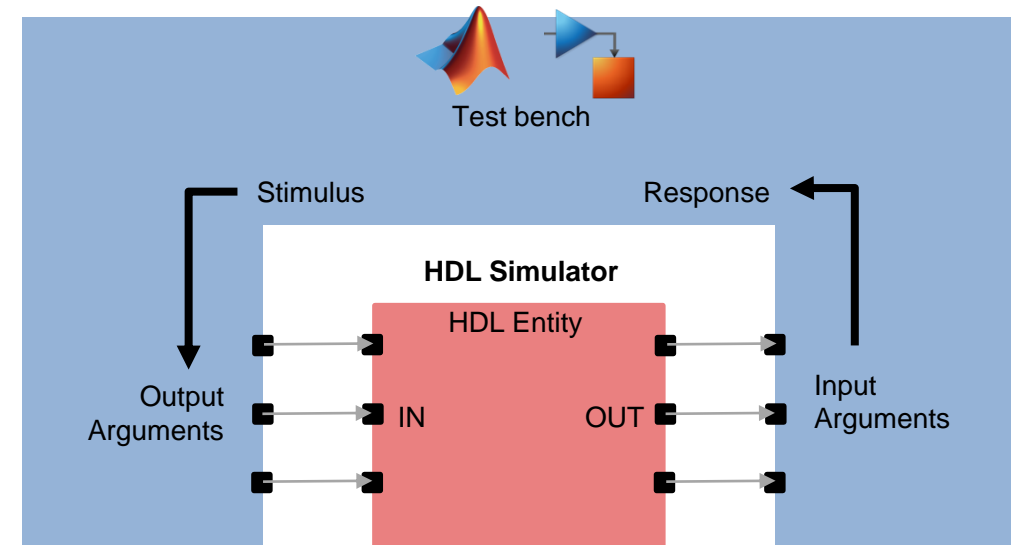 Test bench
Stimulus
Response
HDL Simulator
HDL Entity
Output
Arguments
IN
OUT
Input
Arguments